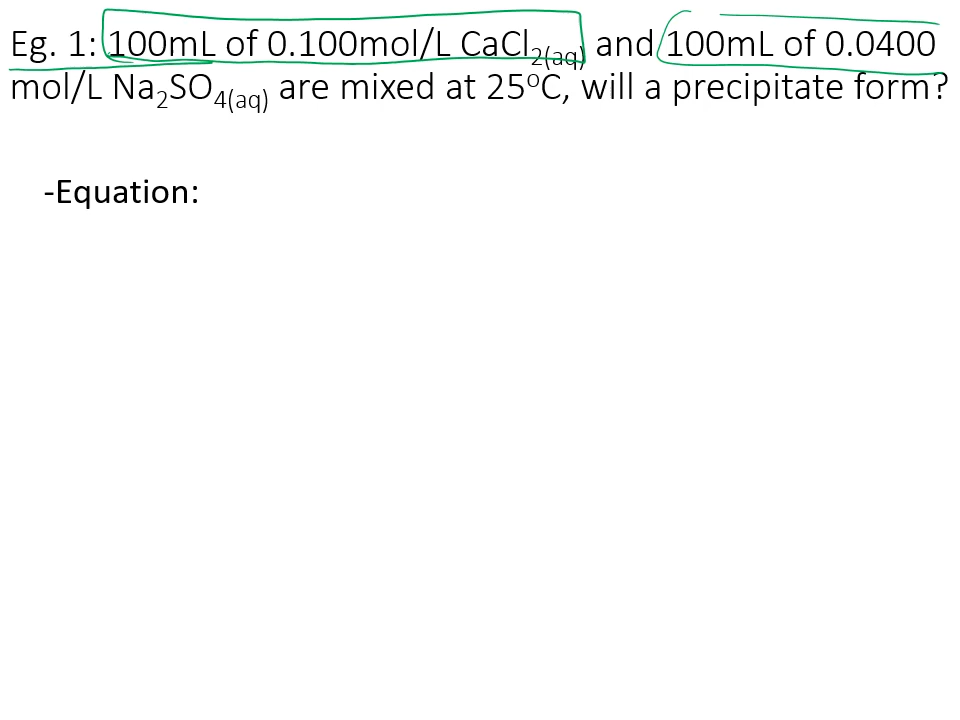 Eg. 1: 100mL of 0.100mol/L CaCl2(aq) and 100mL of 0.0400
mol/L Na2SO4(aq) are mixed at 25oC, will a precipitate form?
-Equation: